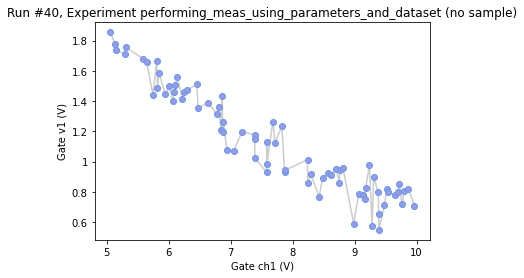 Run #40, Experiment performing_meas_using_parameters_and_dataset (no sample)
1.8
1.6
1.4
1.2
1
0.8
0.6
Gate v1 (V)
5 6 7 8 9 10
Gate ch1 (V)